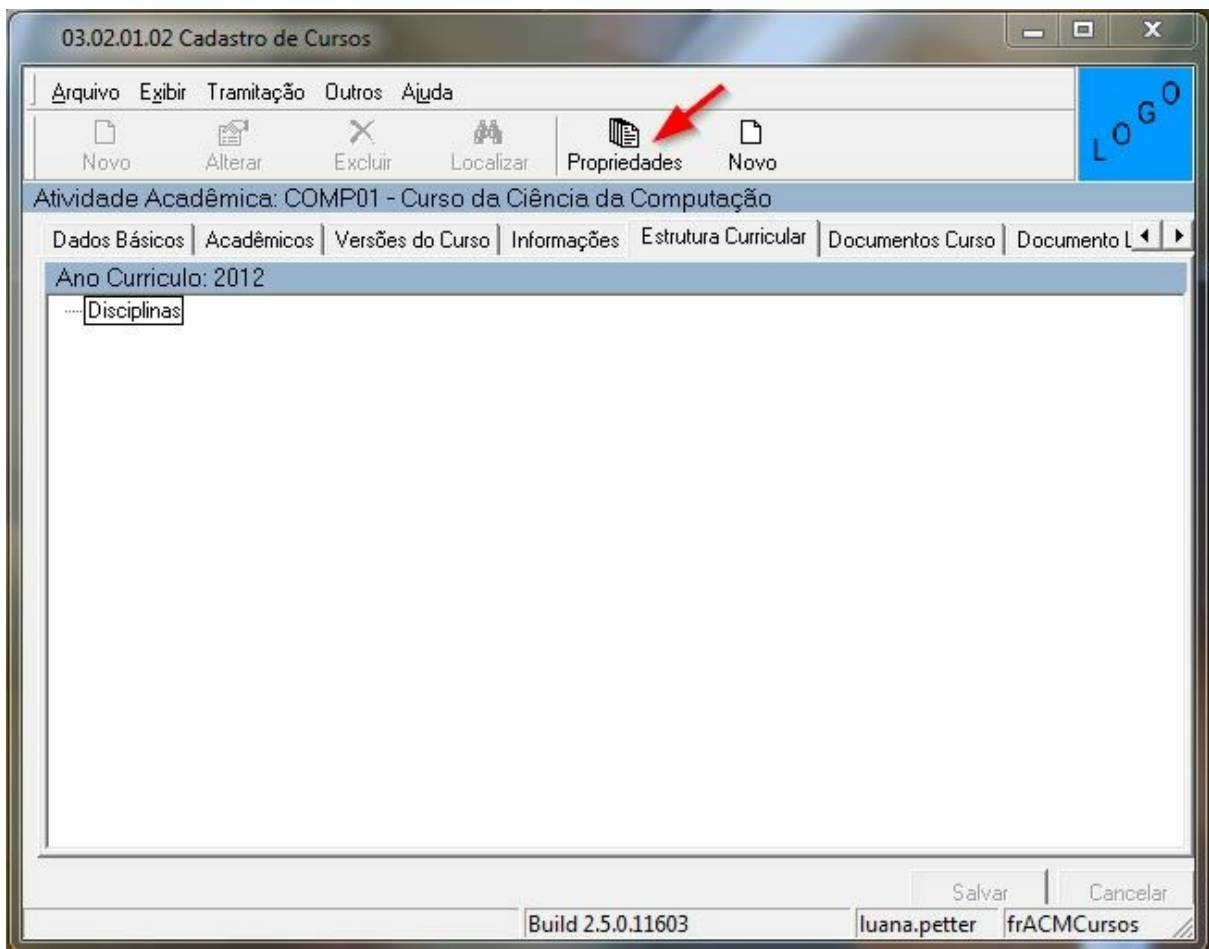 03.02.01.02 Cadastro de Cursos
Arquivo Exibir Tramitação Outros Ajuda
LOGO
Novo Alterar Excluir Localizar Propriedades Novo
Atividade Acadêmica: COMP01 - Curso da Ciência da Computação
Dados Básicos Acadêmicos Versões do Curso Informações Estrutura Curricular Documentos Curso Documento L
Ano Curriculo: 2012
Disciplinas
Salvar Cancelar
Build 2.5.0.11603 luana.petter frACMCursos